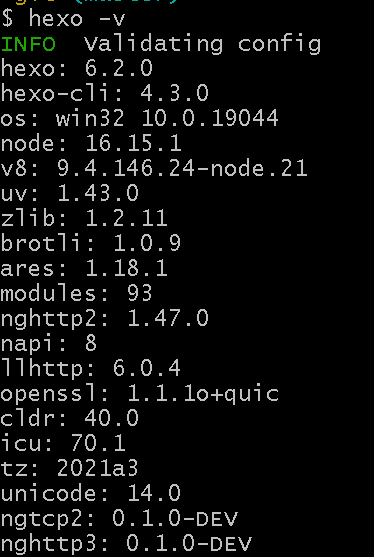 $ hexo -v
INFO  Validating config
hexo: 6.2.0
hexo-cli: 4.3.0
os: win32 10.0.19044
node: 16.15.1
v8: 9.4.146.24-node.21
uv: 1.43.0
zlib: 1.2.11
brotli: 1.0.9
ares: 1.18.1
modules: 93
nghttp2: 1.47.0
napi: 8
llhttp: 6.0.4
openssl: 1.1.1o+quic
cldr: 40.0
icu: 70.1
tz: 2021a3
unicode: 14.0
ngtcp2: 0.1.0-DEV
nghttp3: 0.1.0-DEV